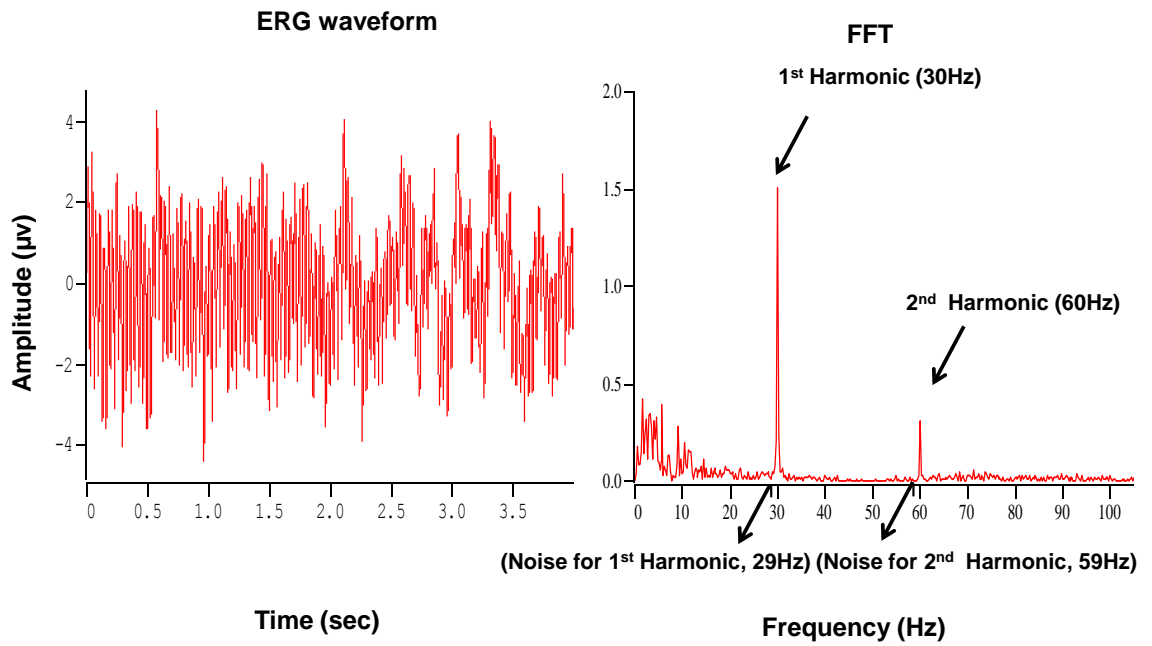 ERG waveform
Amplitude (µv)
4
2
0
−2
−4
0 0.5 1.0 1.5 2.0 2.5 3.0 3.5
Time (sec)
FFT
1st Harmonic (30Hz)
2nd Harmonic (60Hz)
2.0
1.5
1.0
0.5
0.0
0 10 20 30 40 50 60 70 80 90 100
(Noise for 1st Harmonic, 29Hz) (Noise for 2nd Harmonic, 59Hz)
Frequency (Hz)